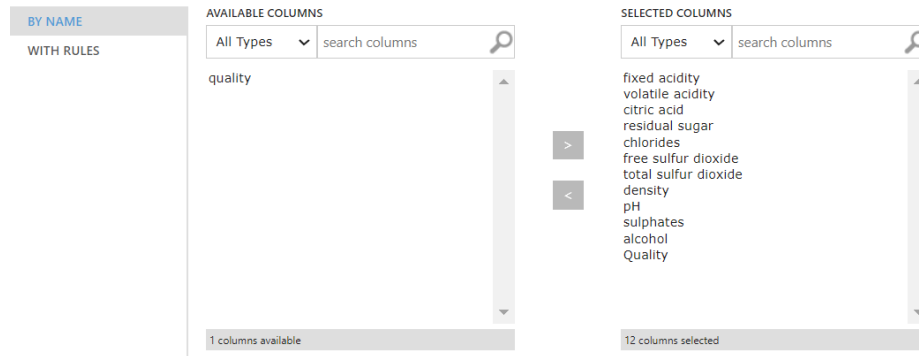 BY NAME
WITH RULES
AVAILABLE COLUMNS
All Types
search columns
quality
1 columns available
>
<
SELECTED COLUMNS
All Types
search columns
fixed acidity
volatile acidity
citric acid
residual sugar
chlorides
free sulfur dioxide
total sulfur dioxide
density
pH
sulphates
alcohol
Quality
12 columns selected